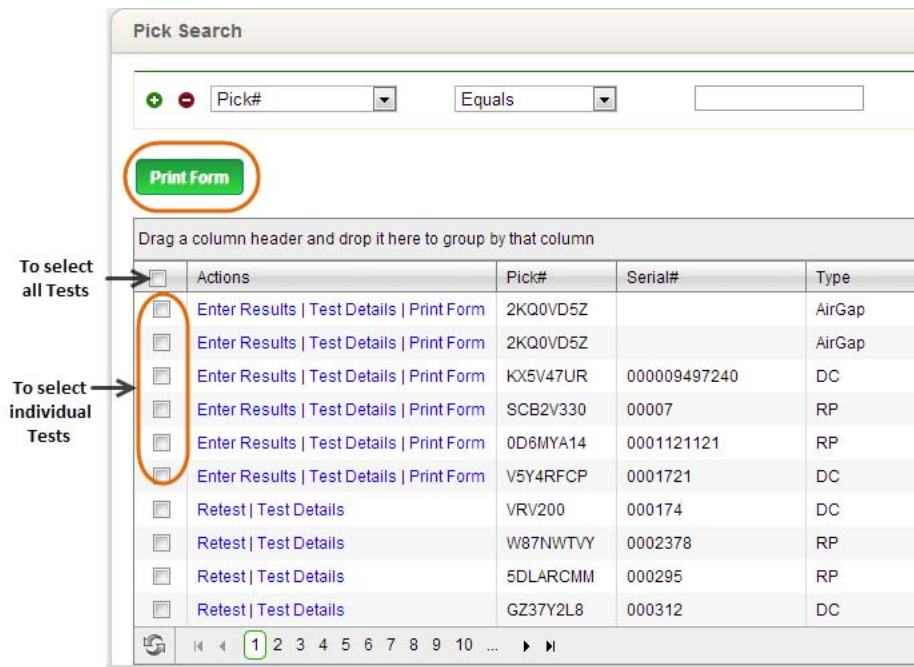 Pick Search
Pick# Equals
Print Form
Drag a column header and drop it here to group by that column
To select
all Tests
Actions Pick# Serial# Type
Enter Results | Test Details | Print Form 2KQ0VD5Z AirGap
Enter Results | Test Details | Print Form 2KQ0VD5Z AirGap
Enter Results | Test Details | Print Form KX5V47UR 000009497240 DC
To select
individual
Tests
Enter Results | Test Details | Print Form SCB2V330 00007 RP
Enter Results | Test Details | Print Form 0D6MYA14 0001121121 RP
Enter Results | Test Details | Print Form V5Y4RFCP 0001721 DC
Retest | Test Details VRV200 000174 DC
Retest | Test Details W87NWTVY 0002378 RP
Retest | Test Details 5DLARCMM 000295 RP
Retest | Test Details GZ37Y2L8 000312 DC
1 2 3 4 5 6 7 8 9 10 ...